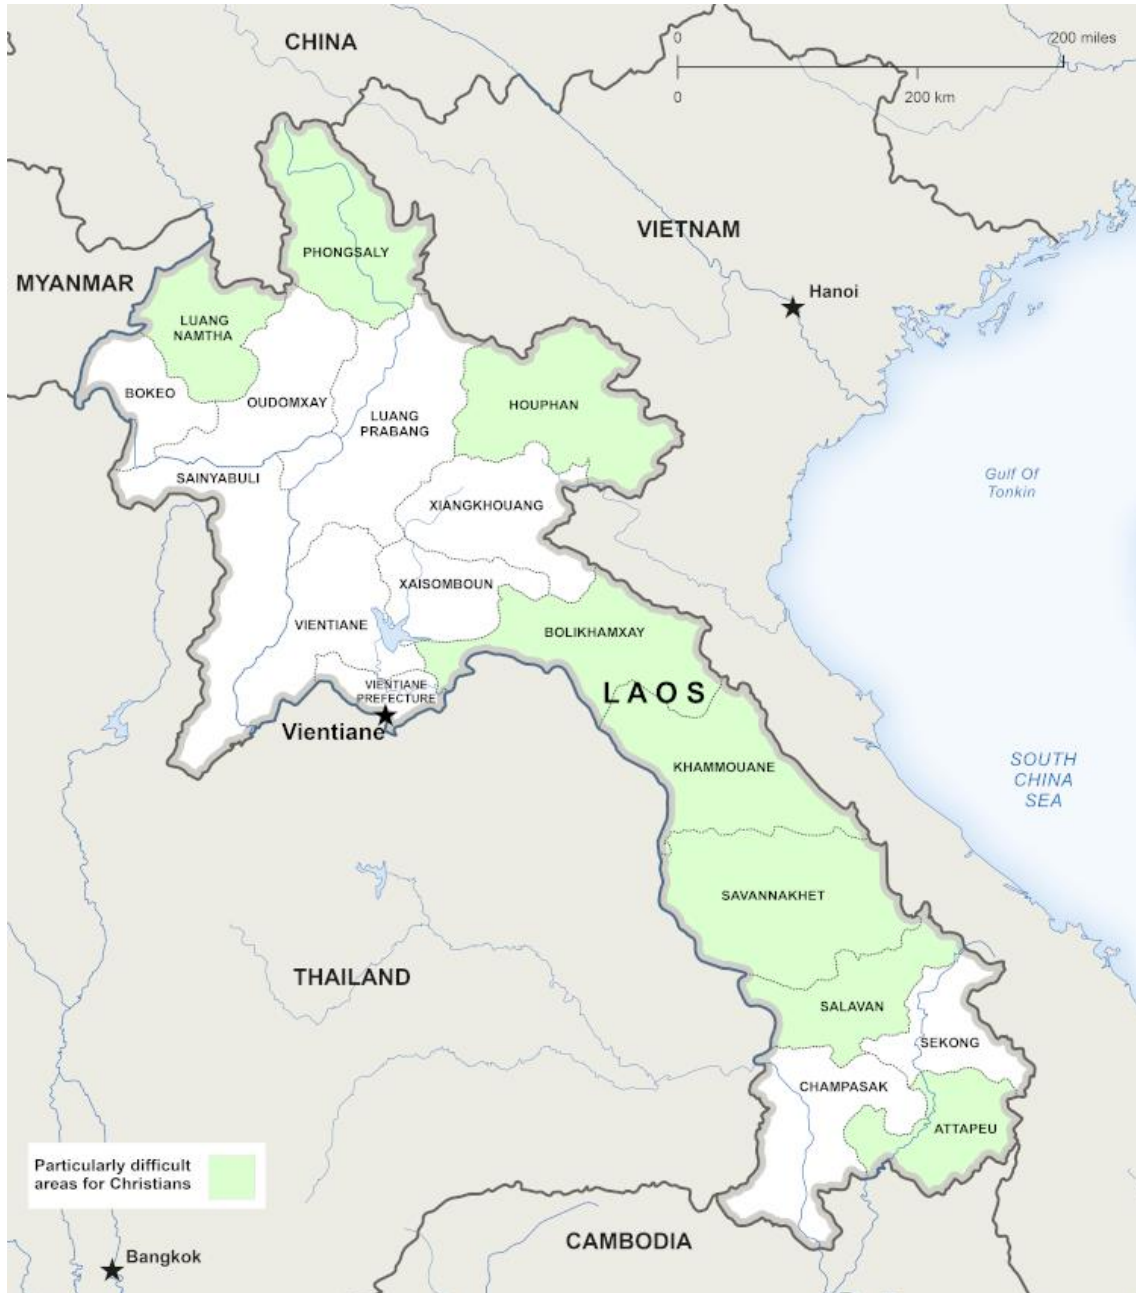 CHINA
0
200 miles
0
200 km
VIETNAM
PHONGSALY
MYANMAR
Hanoi
LUANG
NAMTHA
BOKEO
OUDOMXAY
LUANG
PRABANG
HOUPHAN
SAINYABULI
XIANGKHOUANG
Gulf Of
Tonkin
XAISOMBOUN
VIENTIANE
BOLIKHAMXAY
VIENTIANE
PREFECTURE
LAOS
Vientiane
KHAMMOUANE
SOUTH
CHINA
SEA
SAVANNAKHET
THAILAND
SALAVAN
SEKONG
CHAMPASAK
ATTAPEU
Particularly difficult
areas for Christians
CAMBODIA
Bangkok